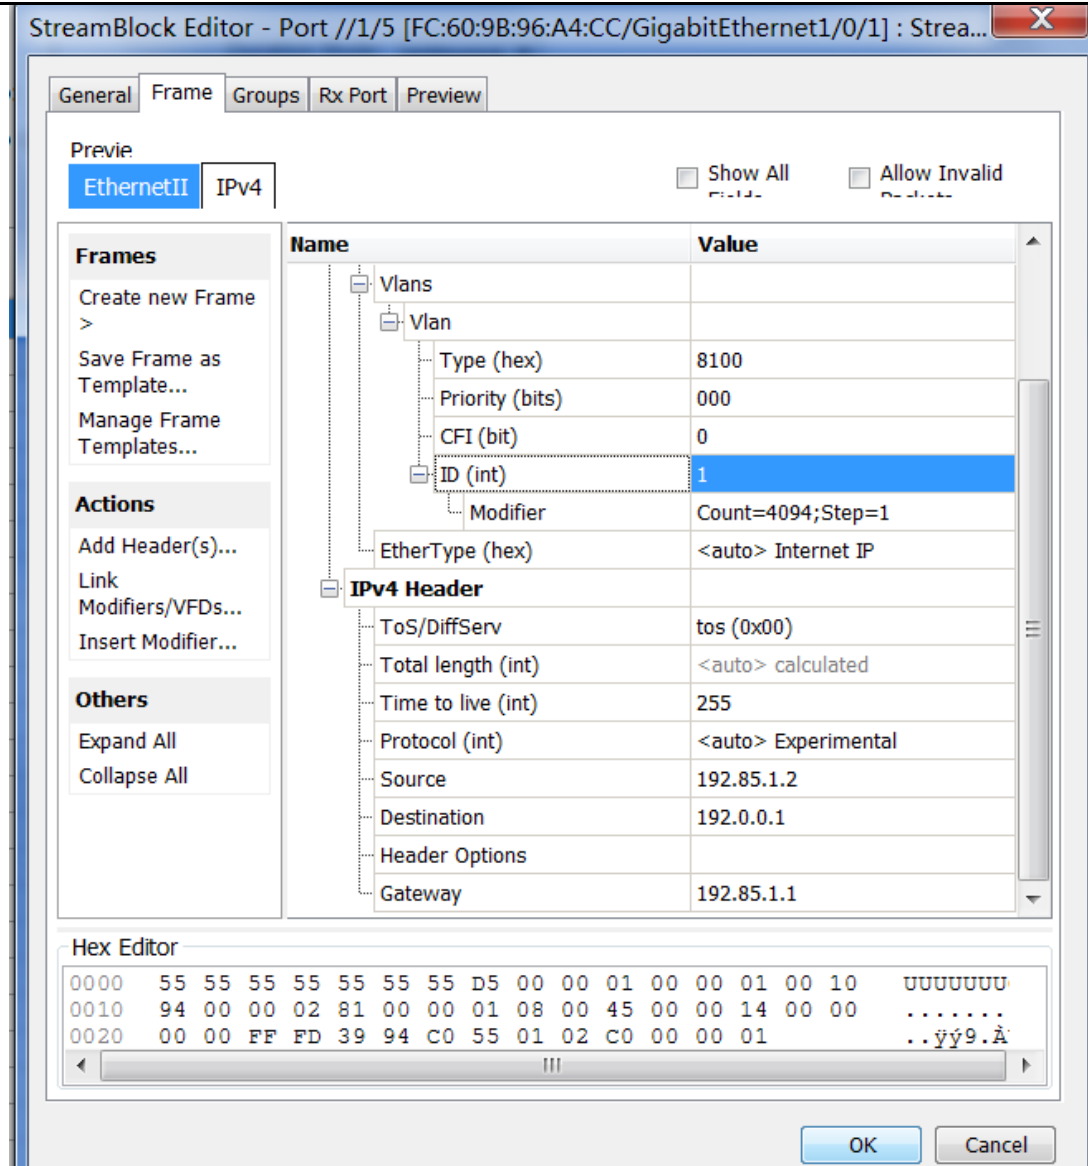 StreamBlock Editor - Port //1/5 [FC:60:9B:96:A4:CC/GigabitEthernet1/0/1] : Strea...
General Frame Groups Rx Port Preview
Previe
EthernetII IPv4
Show All
Allow Invalid
Frames
Create new Frame
>
Save Frame as
Template...
Manage Frame
Templates...
Actions
Add Header(s)...
Link
Modifiers/VFDs...
Insert Modifier...
Others
Expand All
Collapse All
Name Value
Vlans
Vlan
Type (hex) 8100
Priority (bits) 000
CFI (bit) 0
ID (int) 1
Modifier Count=4094;Step=1
EtherType (hex) <auto> Internet IP
IPv4 Header
ToS/DiffServ tos (0x00)
Total length (int) <auto> calculated
Time to live (int) 255
Protocol (int) <auto> Experimental
Source 192.85.1.2
Destination 192.0.0.1
Header Options
Gateway 192.85.1.1
Hex Editor
0000 55 55 55 55 55 55 55 D5 00 00 01 00 00 01 00 10 UUUUUUU
0010 94 00 00 02 81 00 00 01 08 00 45 00 00 14 00 00 .......
0020 00 00 FF FD 39 94 C0 55 01 02 C0 00 00 01 ..ÿý9.À
OK Cancel